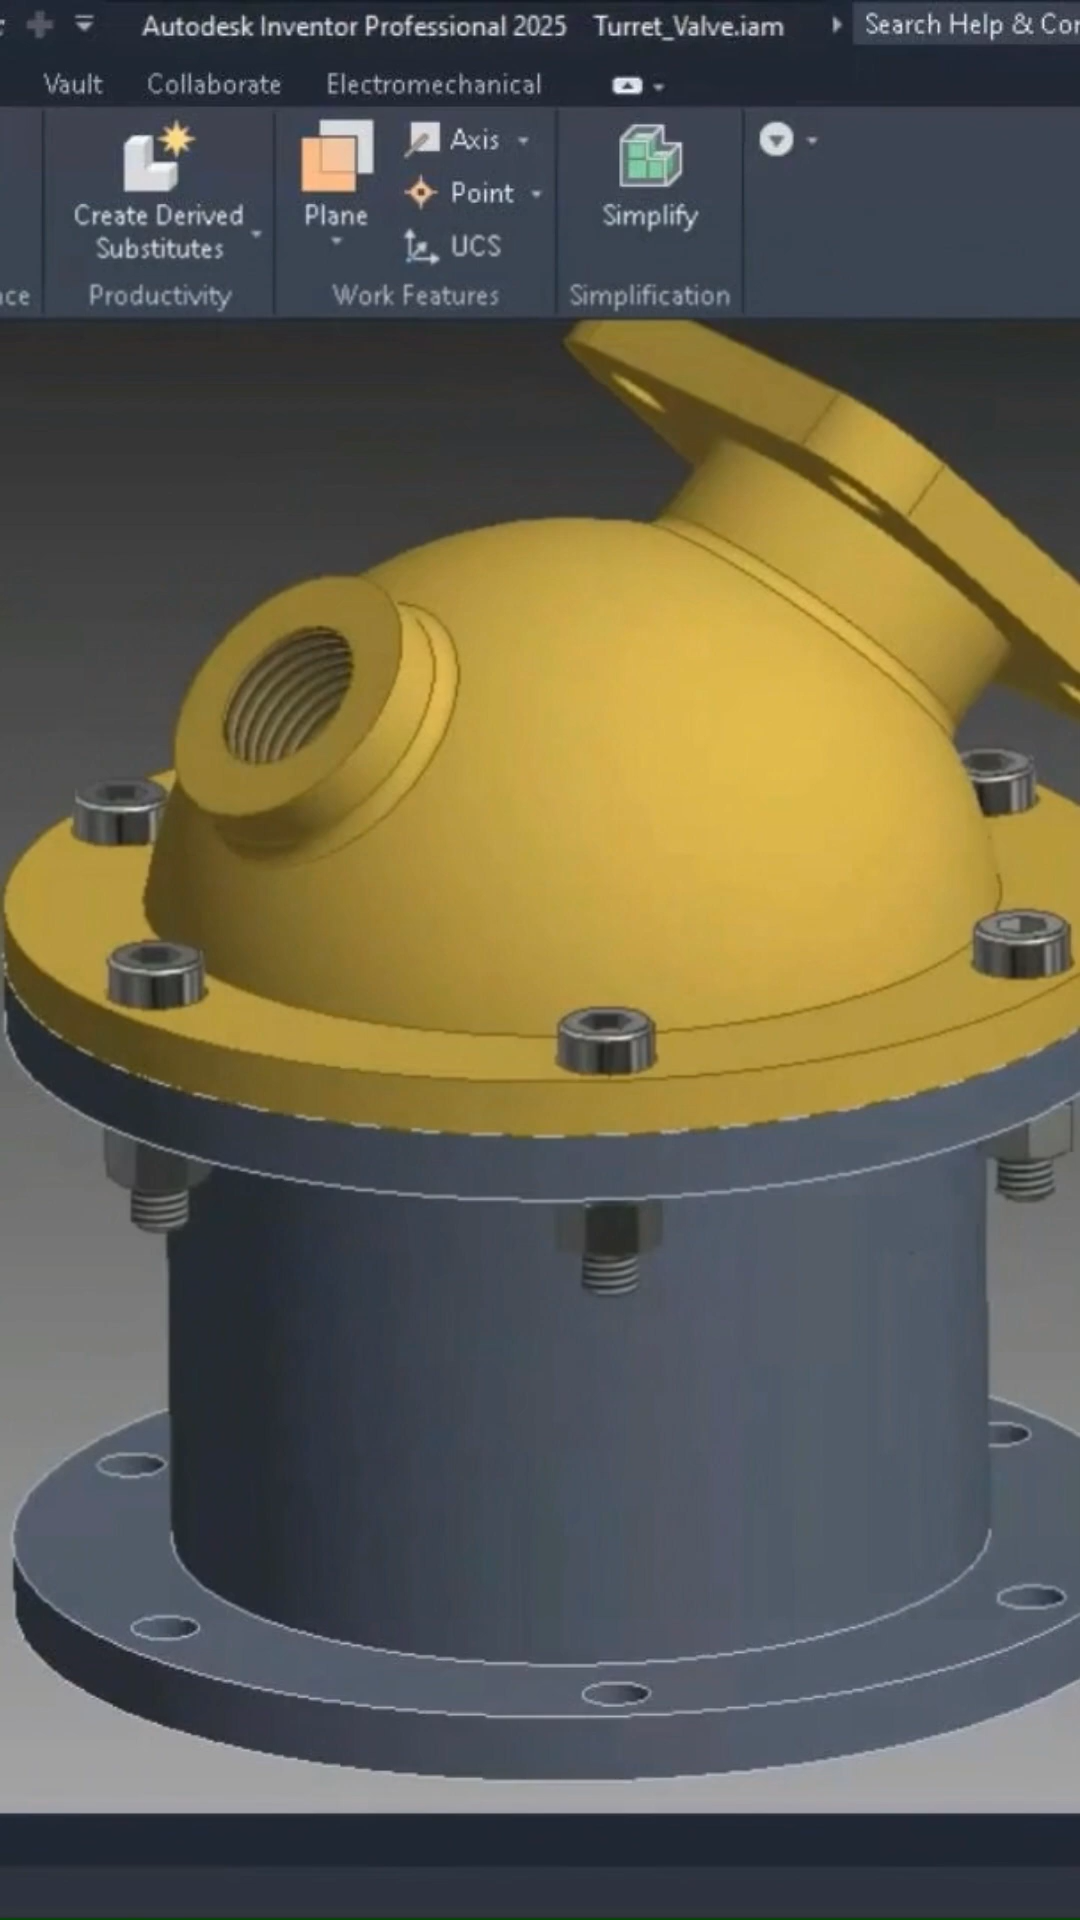 Autodesk Inventor Professional 2025 Turret_Valve.iam Search Help & Co
Vault Collaborate Electromechanical
Axis
Point
Create Derived
Substitutes
Plane
UCS
Simplify
Productivity Work Features Simplification